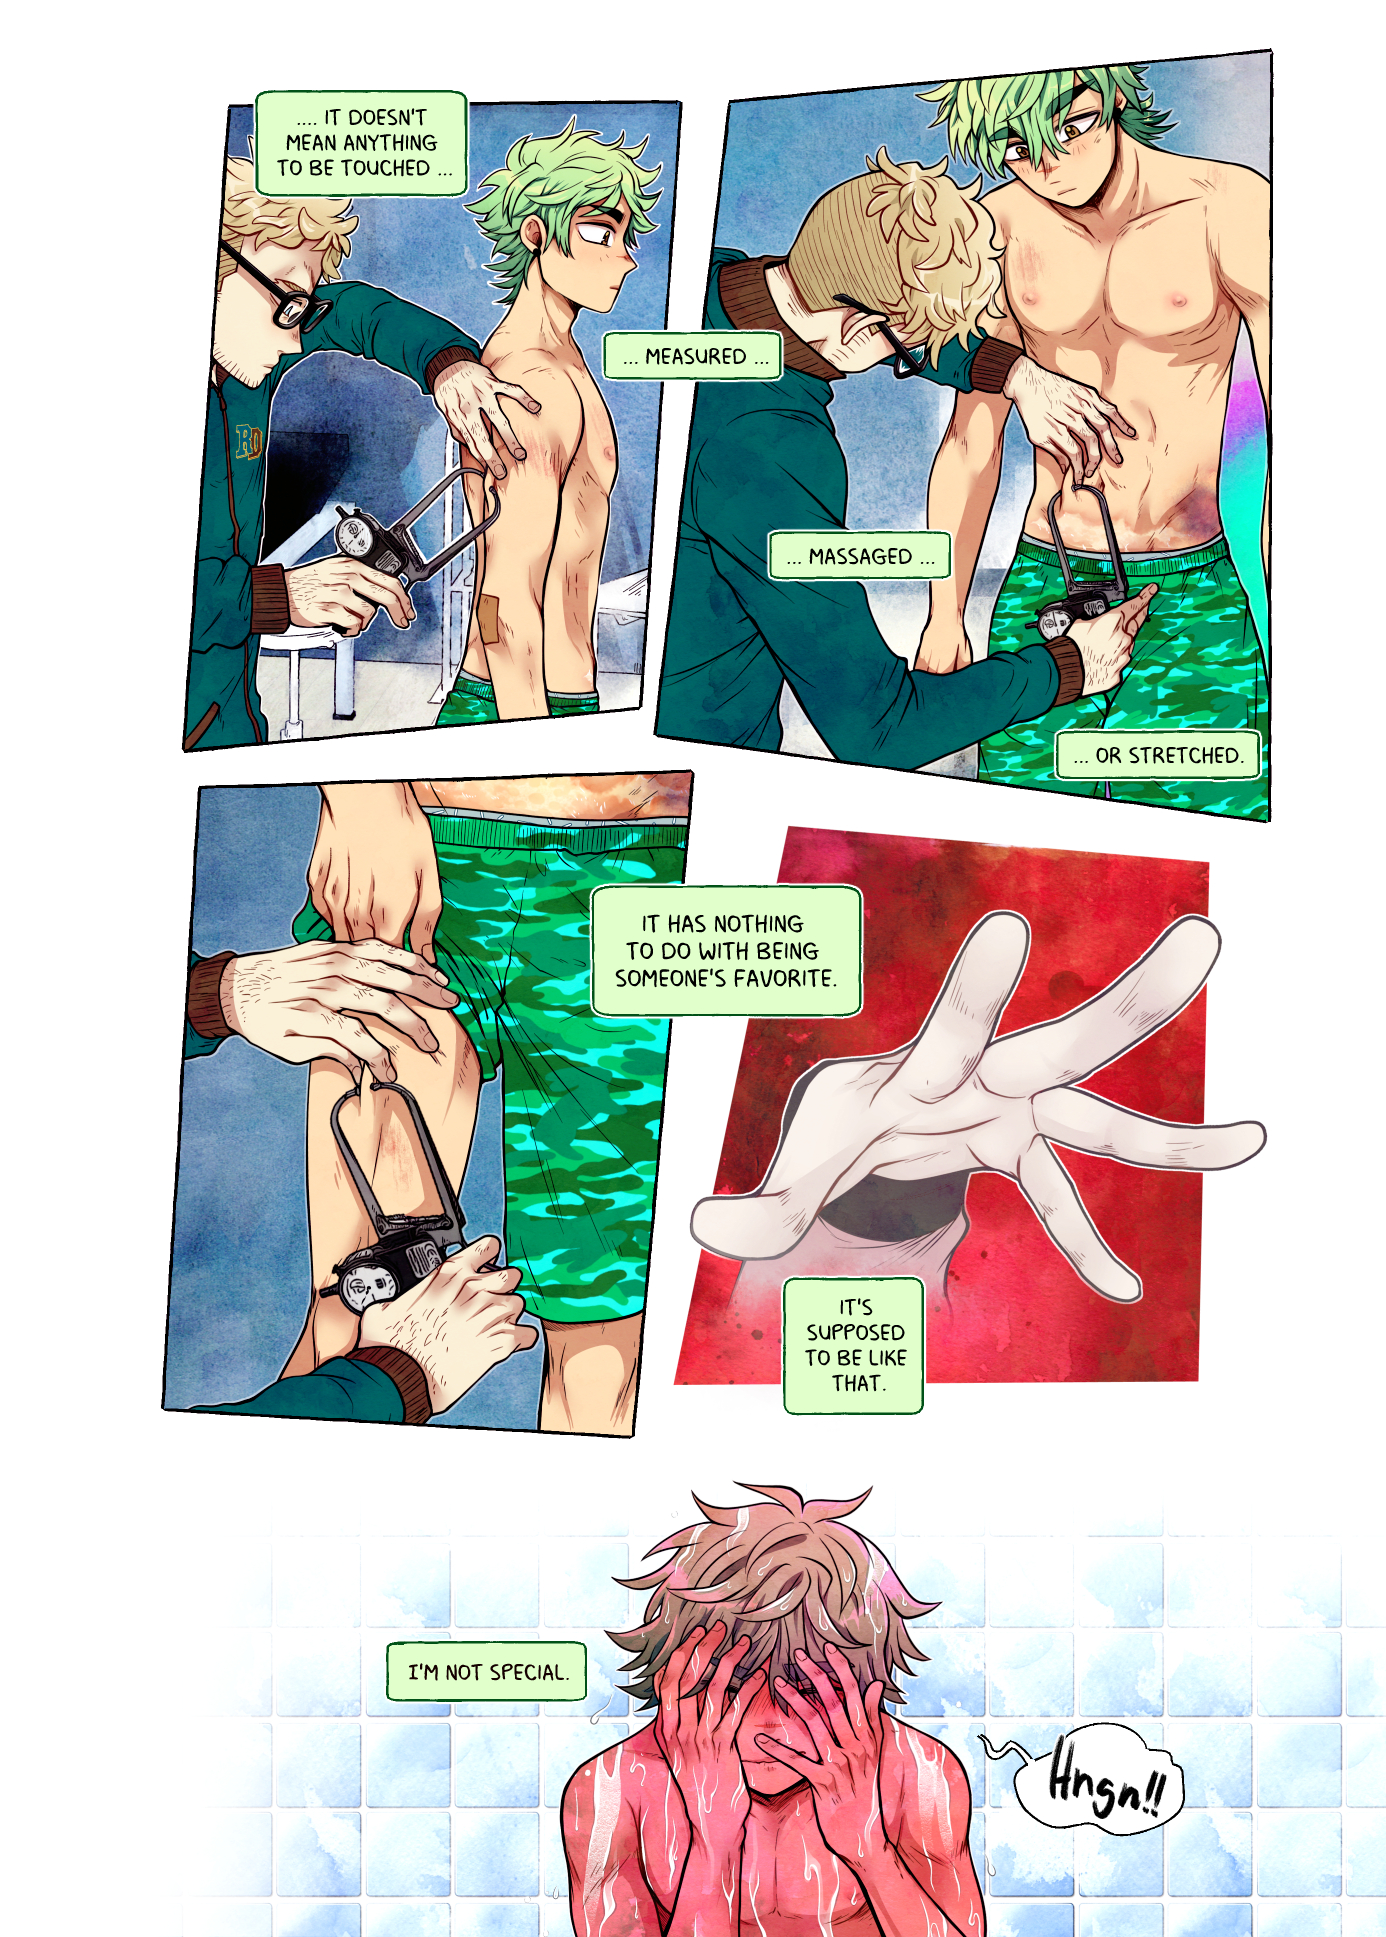 .... IT DOESN'T
MEAN ANYTHING
TO BE TOUCHED ...
... MEASURED ...
... MASSAGED ...
... OR STRETCHED.
RD
IT HAS NOTHING
TO DO WITH BEING
SOMEONE'S FAVORITE.
IT'S
SUPPOSED
TO BE LIKE
THAT.
I'M NOT SPECIAL.
Hngn!!